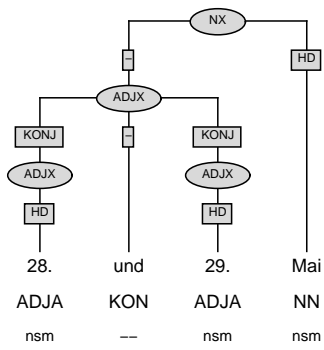 NX
– HD
ADJX
KONJ – KONJ
ADJX ADJX
HD HD
28. und 29. Mai
ADJA KON ADJA NN
nsm –– nsm nsm